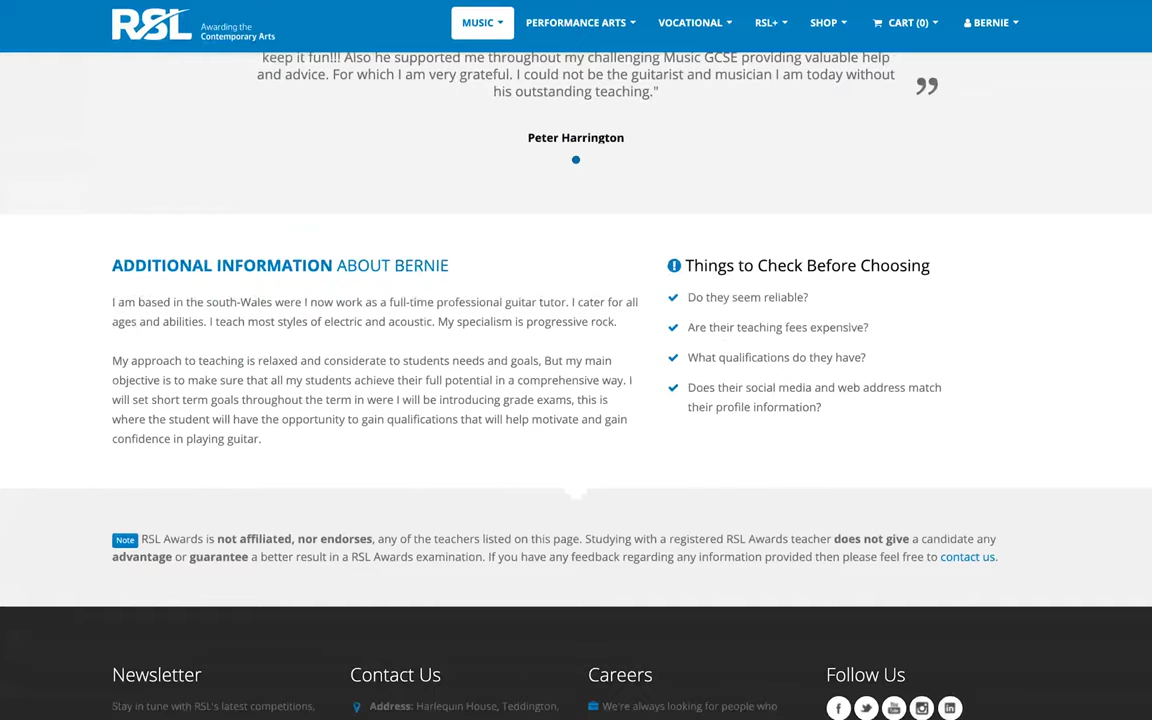 RSL Awarding the
Contemporary Arts
MUSIC
PERFORMANCE ARTS
VOCATIONAL
RSL+
SHOP
CART (0)
BERNIE
keep it fun!!! Also he supported me throughout my challenging Music GCSE providing valuable help
and advice. For which I am very grateful. I could not be the guitarist and musician I am today without
his outstanding teaching."
Peter Harrington
ADDITIONAL INFORMATION ABOUT BERNIE
I am based in the south-Wales were I now work as a full-time professional guitar tutor. I cater for all
ages and abilities. I teach most styles of electric and acoustic. My specialism is progressive rock.
My approach to teaching is relaxed and considerate to students needs and goals, But my main
objective is to make sure that all my students achieve their full potential in a comprehensive way. I
will set short term goals throughout the term in were I will be introducing grade exams, this is
where the student will have the opportunity to gain qualifications that will help motivate and gain
confidence in playing guitar.
Things to Check Before Choosing
Do they seem reliable?
Are their teaching fees expensive?
What qualifications do they have?
Does their social media and web address match
their profile information?
Note RSL Awards is not affiliated, nor endorses, any of the teachers listed on this page. Studying with a registered RSL Awards teacher does not give a candidate any
advantage or guarantee a better result in a RSL Awards examination. If you have any feedback regarding any information provided then please feel free to contact us.
Newsletter
Stay in tune with RSL's latest competitions,
Contact Us
Address: Harlequin House, Teddington,
Careers
We're always looking for people who
Follow Us